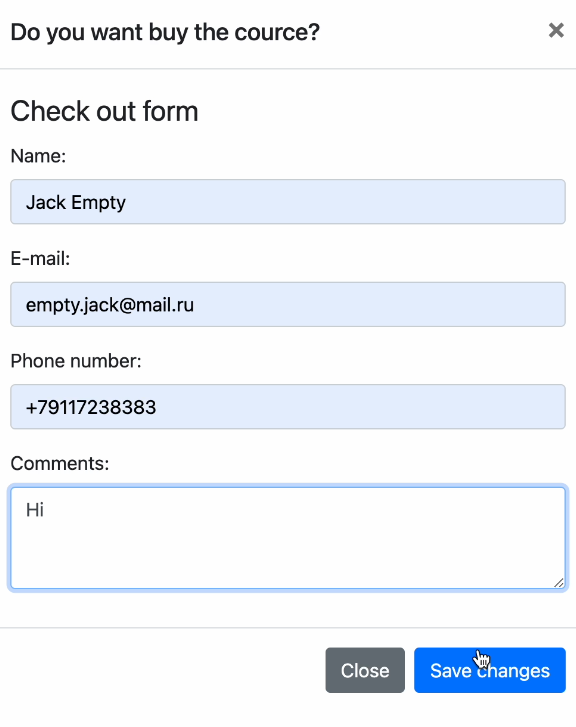 Do you want buy the cource?
×
Check out form
Name:
Jack Empty
E-mail:
empty.jack@mail.ru
Phone number:
+79117238383
Comments:
Hi
Close
Save changes